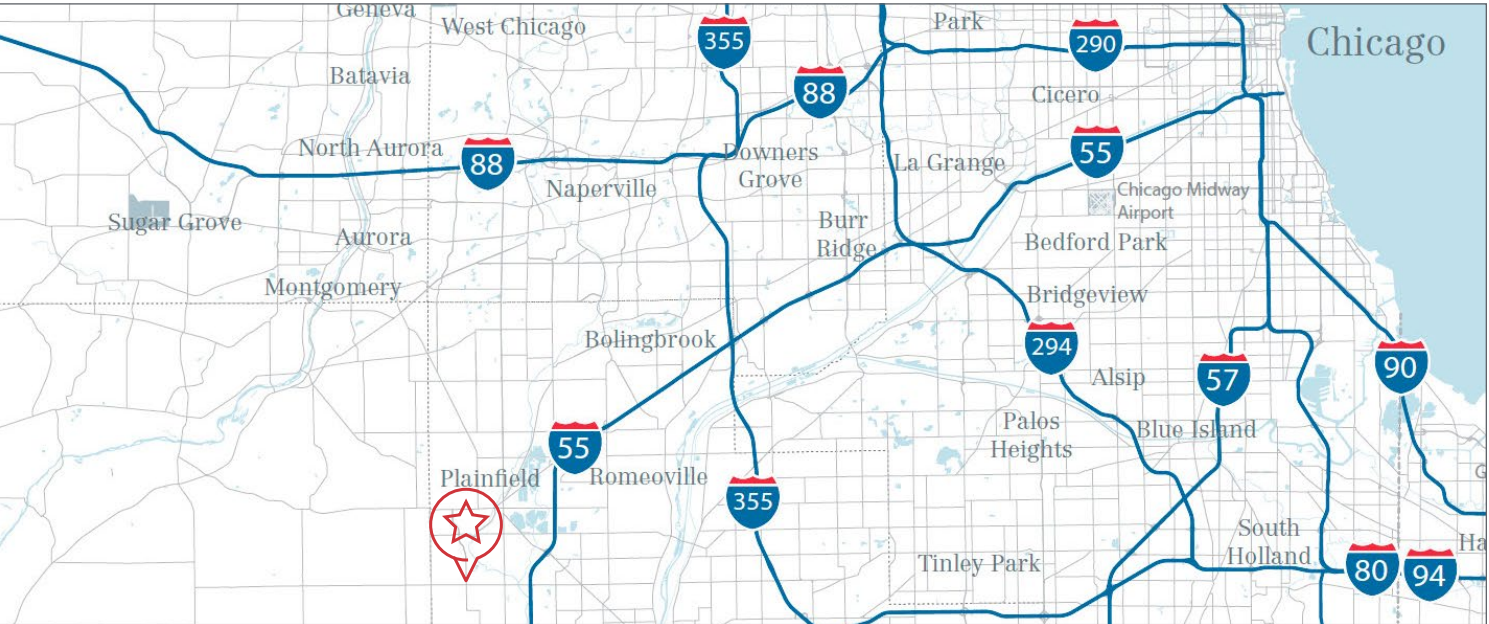 Geneva
West Chicago
355
Park
290
Chicago
Batavia
88
Cicero
North Aurora
88
Downers
Grove
La Grange
55
Naperville
Chicago Midway
Airport
Sugar Grove
Aurora
Burr
Ridge
Bedford Park
Montgomery
Bridgeview
Bolingbrook
294
Alsip
57
90
Palos
Heights
Blue Island
55
Plainfield
Romeoville
355
South
Holland
Tinley Park
80
94
G
Ha